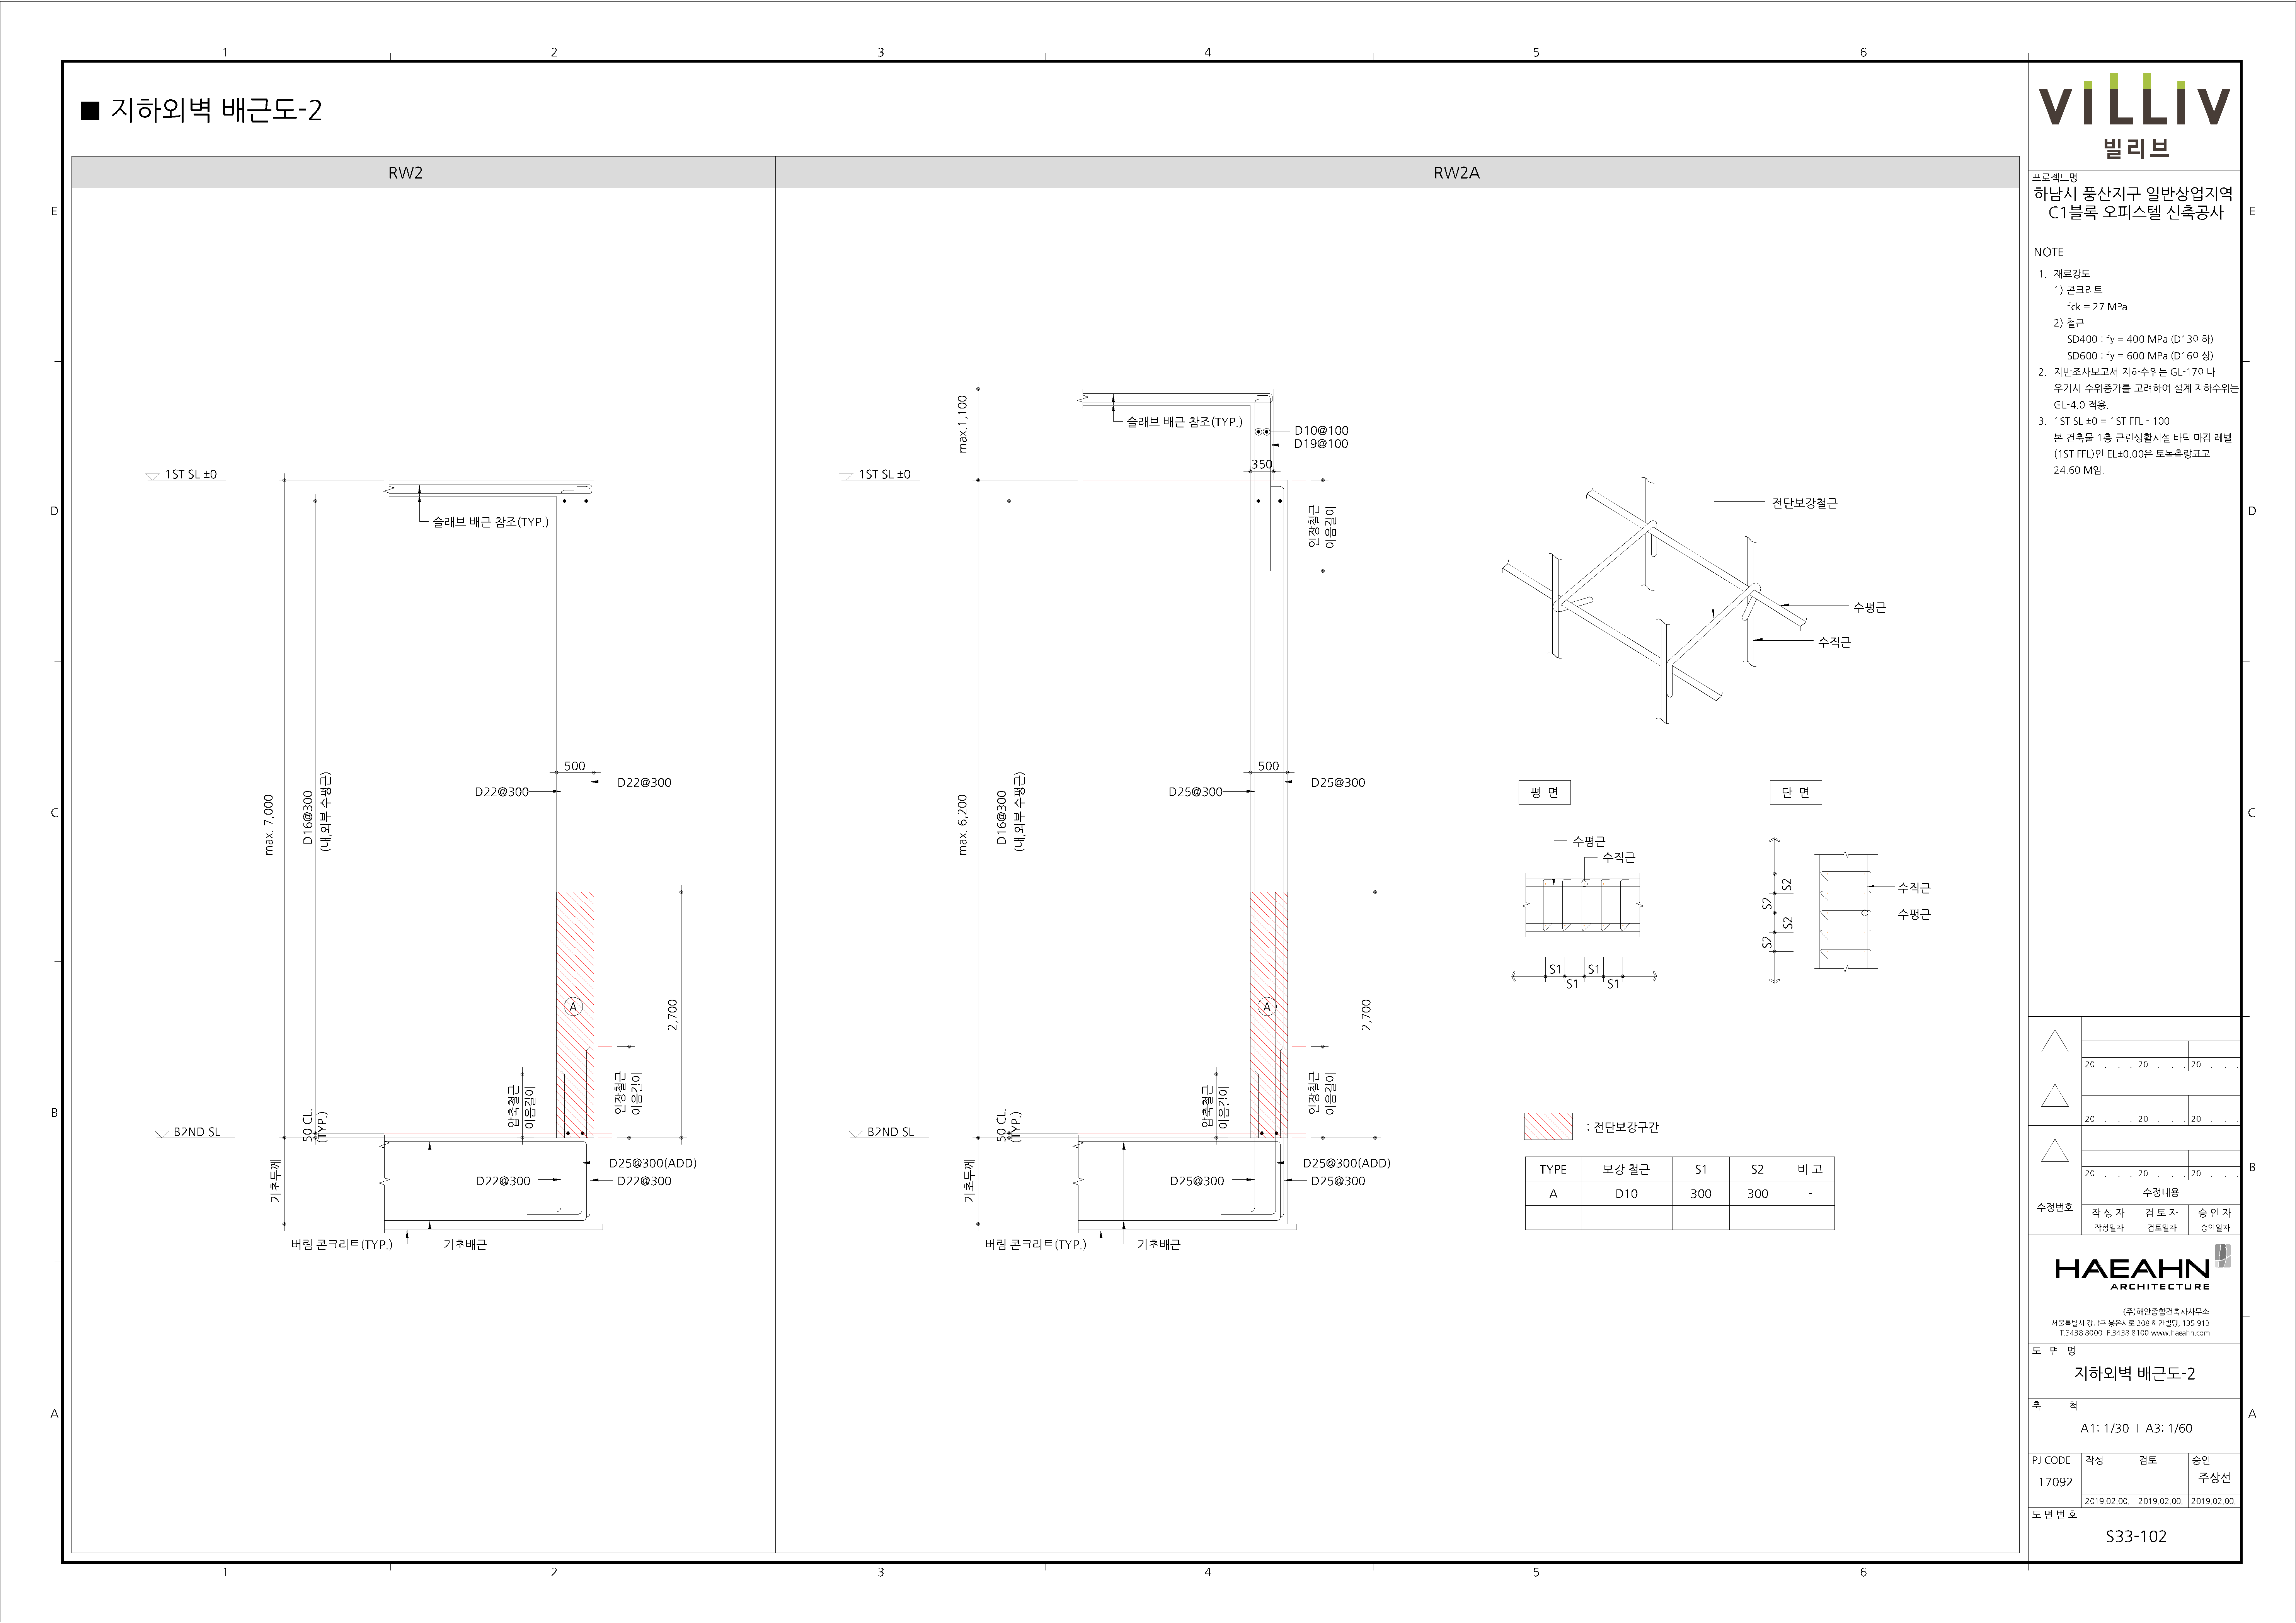 1 2 3 4 5 6
■ 지하외벽 배근도-2
RW2
RW2A
E
D
C
B
A
1ST SL ±0
슬래브 배근 참조(TYP.)
max. 7,000
D16@300
(내,외부 수평근)
500
D22@300
D22@300
A
2,700
압축철근
이음길이
인장철근
이음길이
50 CL.
(TYP.)
B2ND SL
기초두께
D25@300(ADD)
D22@300
D22@300
버림 콘크리트(TYP.)
기초배근
max.1,100
슬래브 배근 참조(TYP.)
D10@100
D19@100
350
1ST SL ±0
인장철근
이음길이
max. 6,200
D16@300
(내,외부 수평근)
500
D25@300
D25@300
A
2,700
압축철근
이음길이
인장철근
이음길이
50 CL.
(TYP.)
B2ND SL
기초두께
D25@300(ADD)
D25@300
D25@300
버림 콘크리트(TYP.)
기초배근
전단보강철근
수평근
수직근
평 면
단 면
수평근
수직근
S1 S1
S1 S1
S2
S2
S2
S2
수직근
수평근
: 전단보강구간
TYPE 보강 철근 S1 S2 비 고
A D10 300 300 -
VILLIV
빌리브
프로젝트명
하남시 풍산지구 일반상업지역
C1블록 오피스텔 신축공사
NOTE
1. 재료강도
1) 콘크리트
fck = 27 MPa
2) 철근
SD400 : fy = 400 MPa (D13이하)
SD600 : fy = 600 MPa (D16이상)
2. 지반조사보고서 지하수위는 GL-17이나
우기시 수위증가를 고려하여 설계 지하수위는
GL-4.0 적용.
3. 1ST SL ±0 = 1ST FFL - 100
본 건축물 1층 근린생활시설 바닥 마감 레벨
(1ST FFL)인 EL±0.00은 토목측량표고
24.60 M임.
20 . . . 20 . . . 20 . . .
20 . . . 20 . . . 20 . . .
20 . . . 20 . . . 20 . . .
수정번호
수정내용
작 성 자 검 토 자 승 인 자
작성일자 검토일자 승인일자
HAEAHN
ARCHITECTURE
(주)해안종합건축사사무소
서울특별시 강남구 봉은사로 208 해안빌딩, 135-913
T.3438 8000 F.3438 8100 www.haeahn.com
도 면 명
지하외벽 배근도-2
축 척
A1: 1/30 I A3: 1/60
PJ CODE 작성 검토 승인
17092 주상선
2019.02.00. 2019.02.00. 2019.02.00.
도 면 번 호
S33-102
E
D
C
B
A
1 2 3 4 5 6